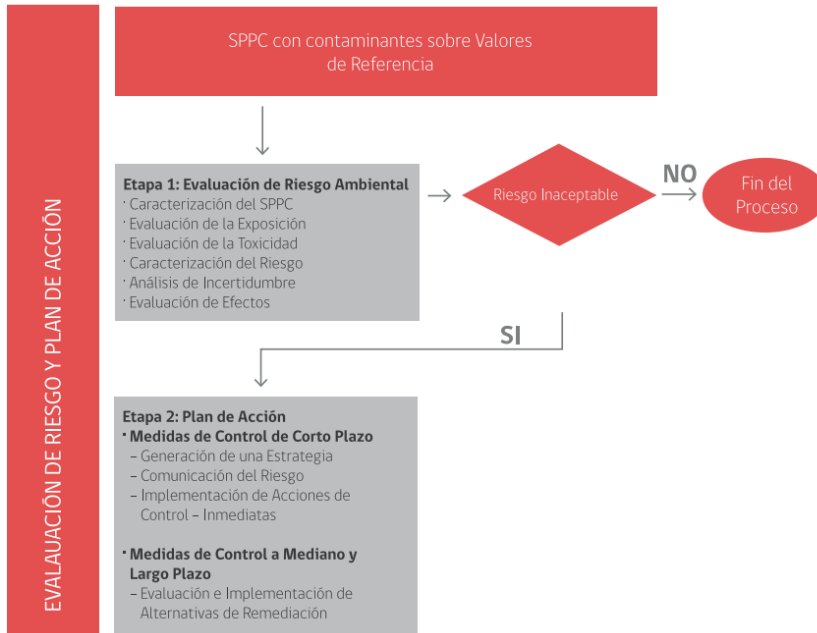 EVALAUACIÓN DE RIESGO Y PLAN DE ACCIÓN
SPPC con contaminantes sobre Valores
de Referencia
Etapa 1: Evaluación de Riesgo Ambiental
· Caracterización del SPPC
· Evaluación de la Exposición
· Evaluación de la Toxicidad
· Caracterización del Riesgo
· Análisis de Incertidumbre
· Evaluación de Efectos
Riesgo Inaceptable
NO
Fin del
Proceso
SI
Etapa 2: Plan de Acción
· Medidas de Control de Corto Plazo
– Generación de una Estrategia
– Comunicación del Riesgo
– Implementación de Acciones de
Control – Inmediatas
· Medidas de Control a Mediano y
Largo Plazo
– Evaluación e Implementación de
Alternativas de Remediación